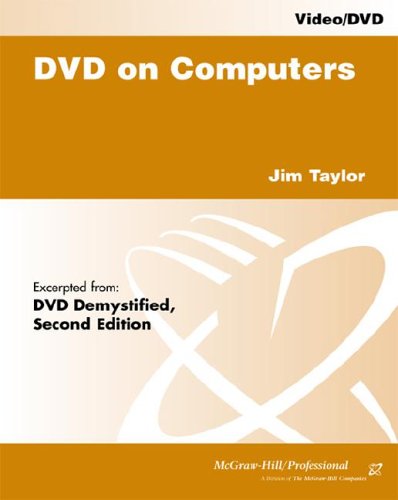 Video/DVD
DVD on Computers
Jim Taylor
Excerpted from:
DVD Demystified,
Second Edition
McGraw-Hill/Professional
A Division of The McGraw-Hill Companies